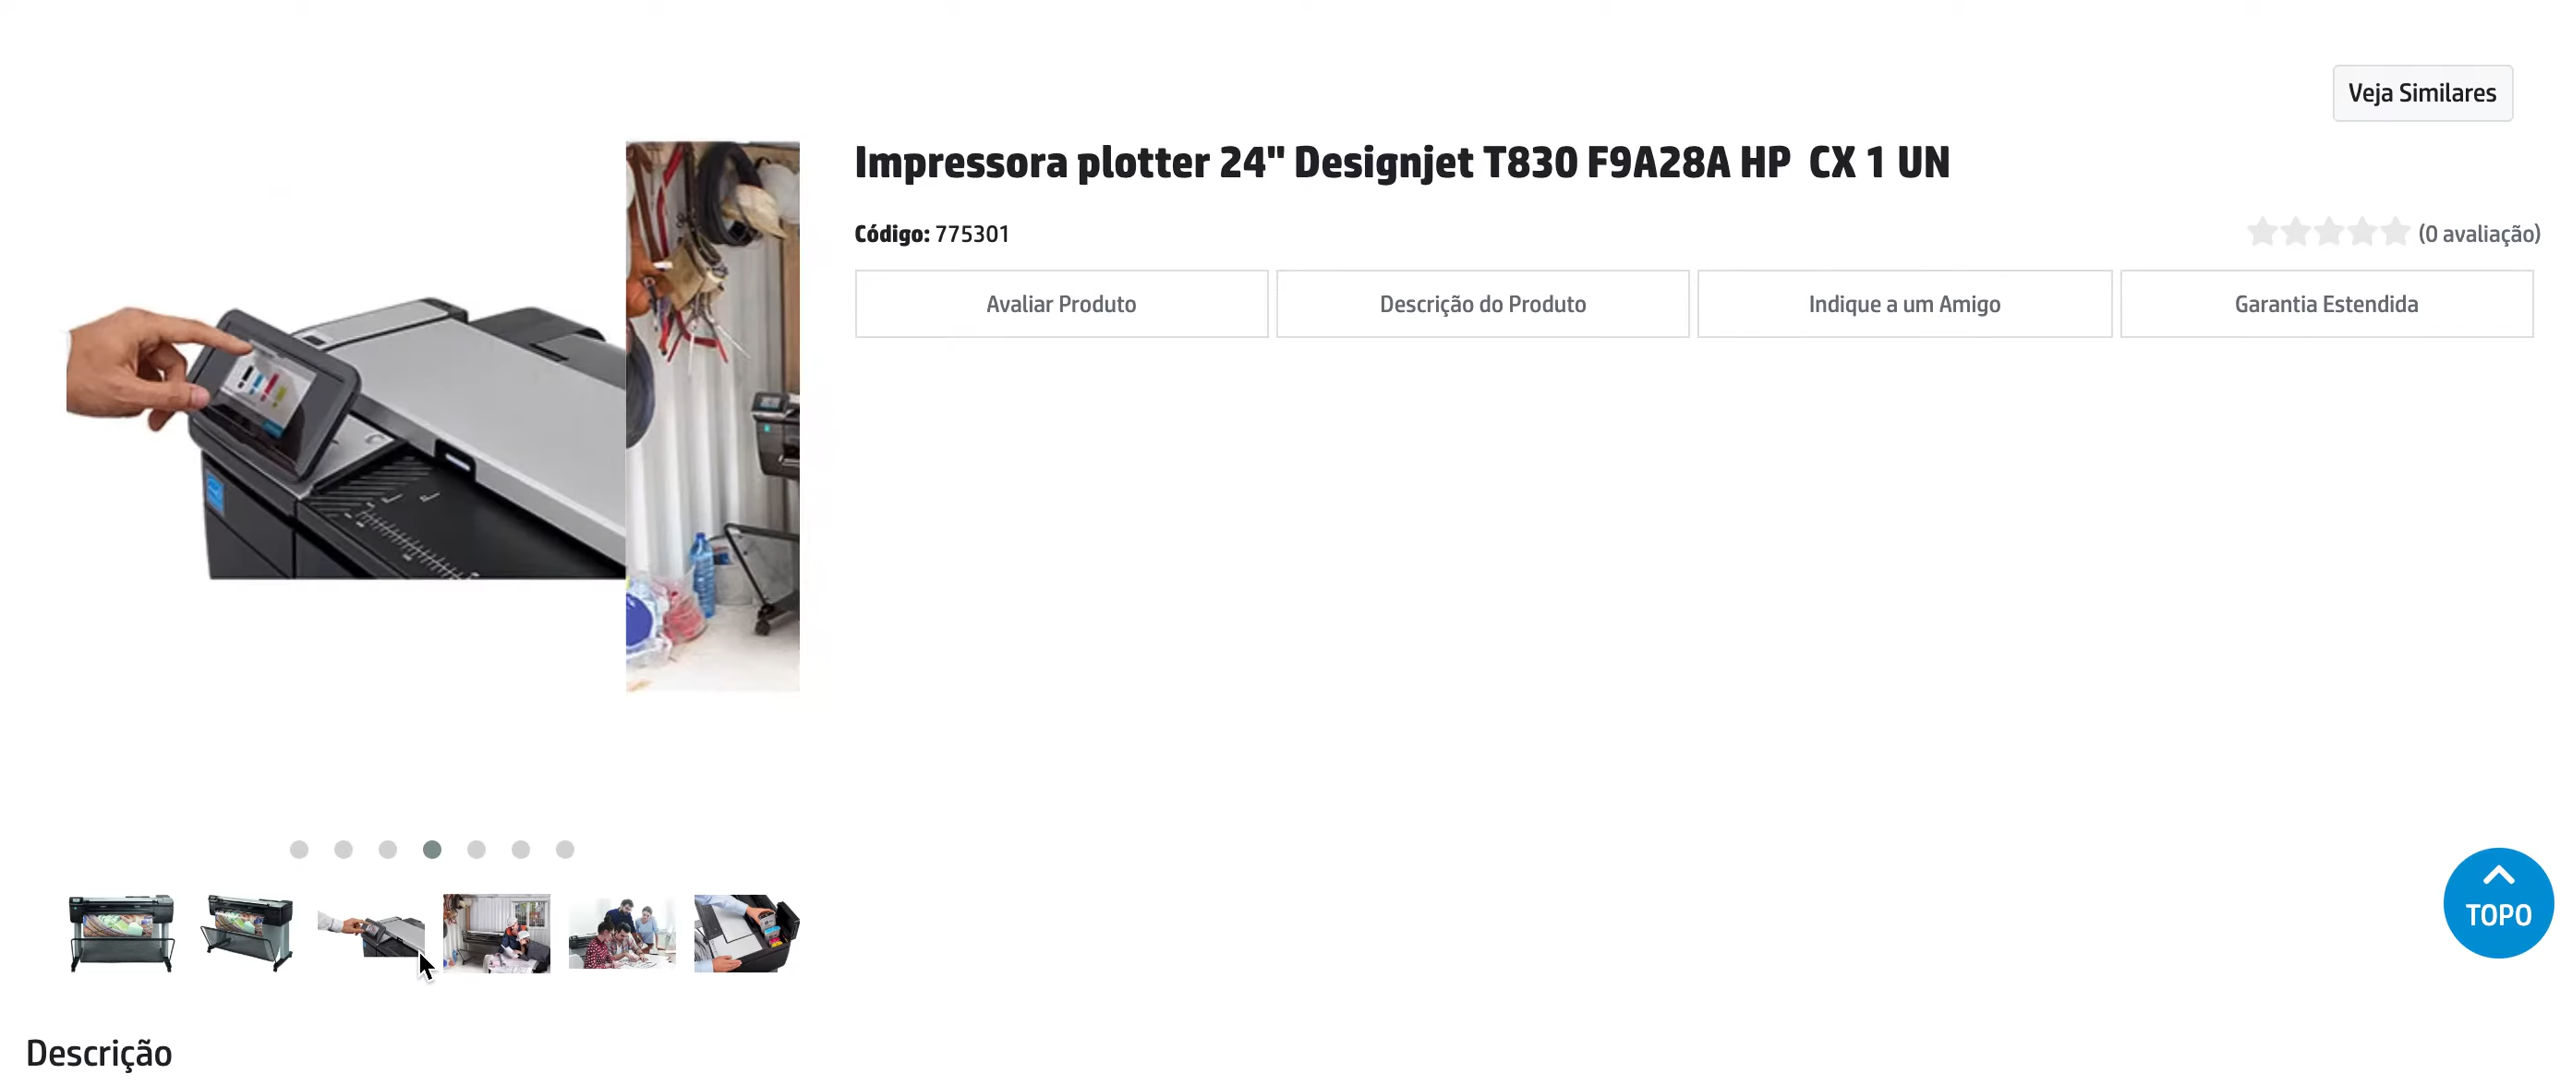 Veja Similares
Impressora plotter 24" Designjet T830 F9A28A HP  CX 1 UN
Código: 775301
(0 avaliação)
Avaliar Produto
Descrição do Produto
Indique a um Amigo
Garantia Estendida
TOPO
Descrição